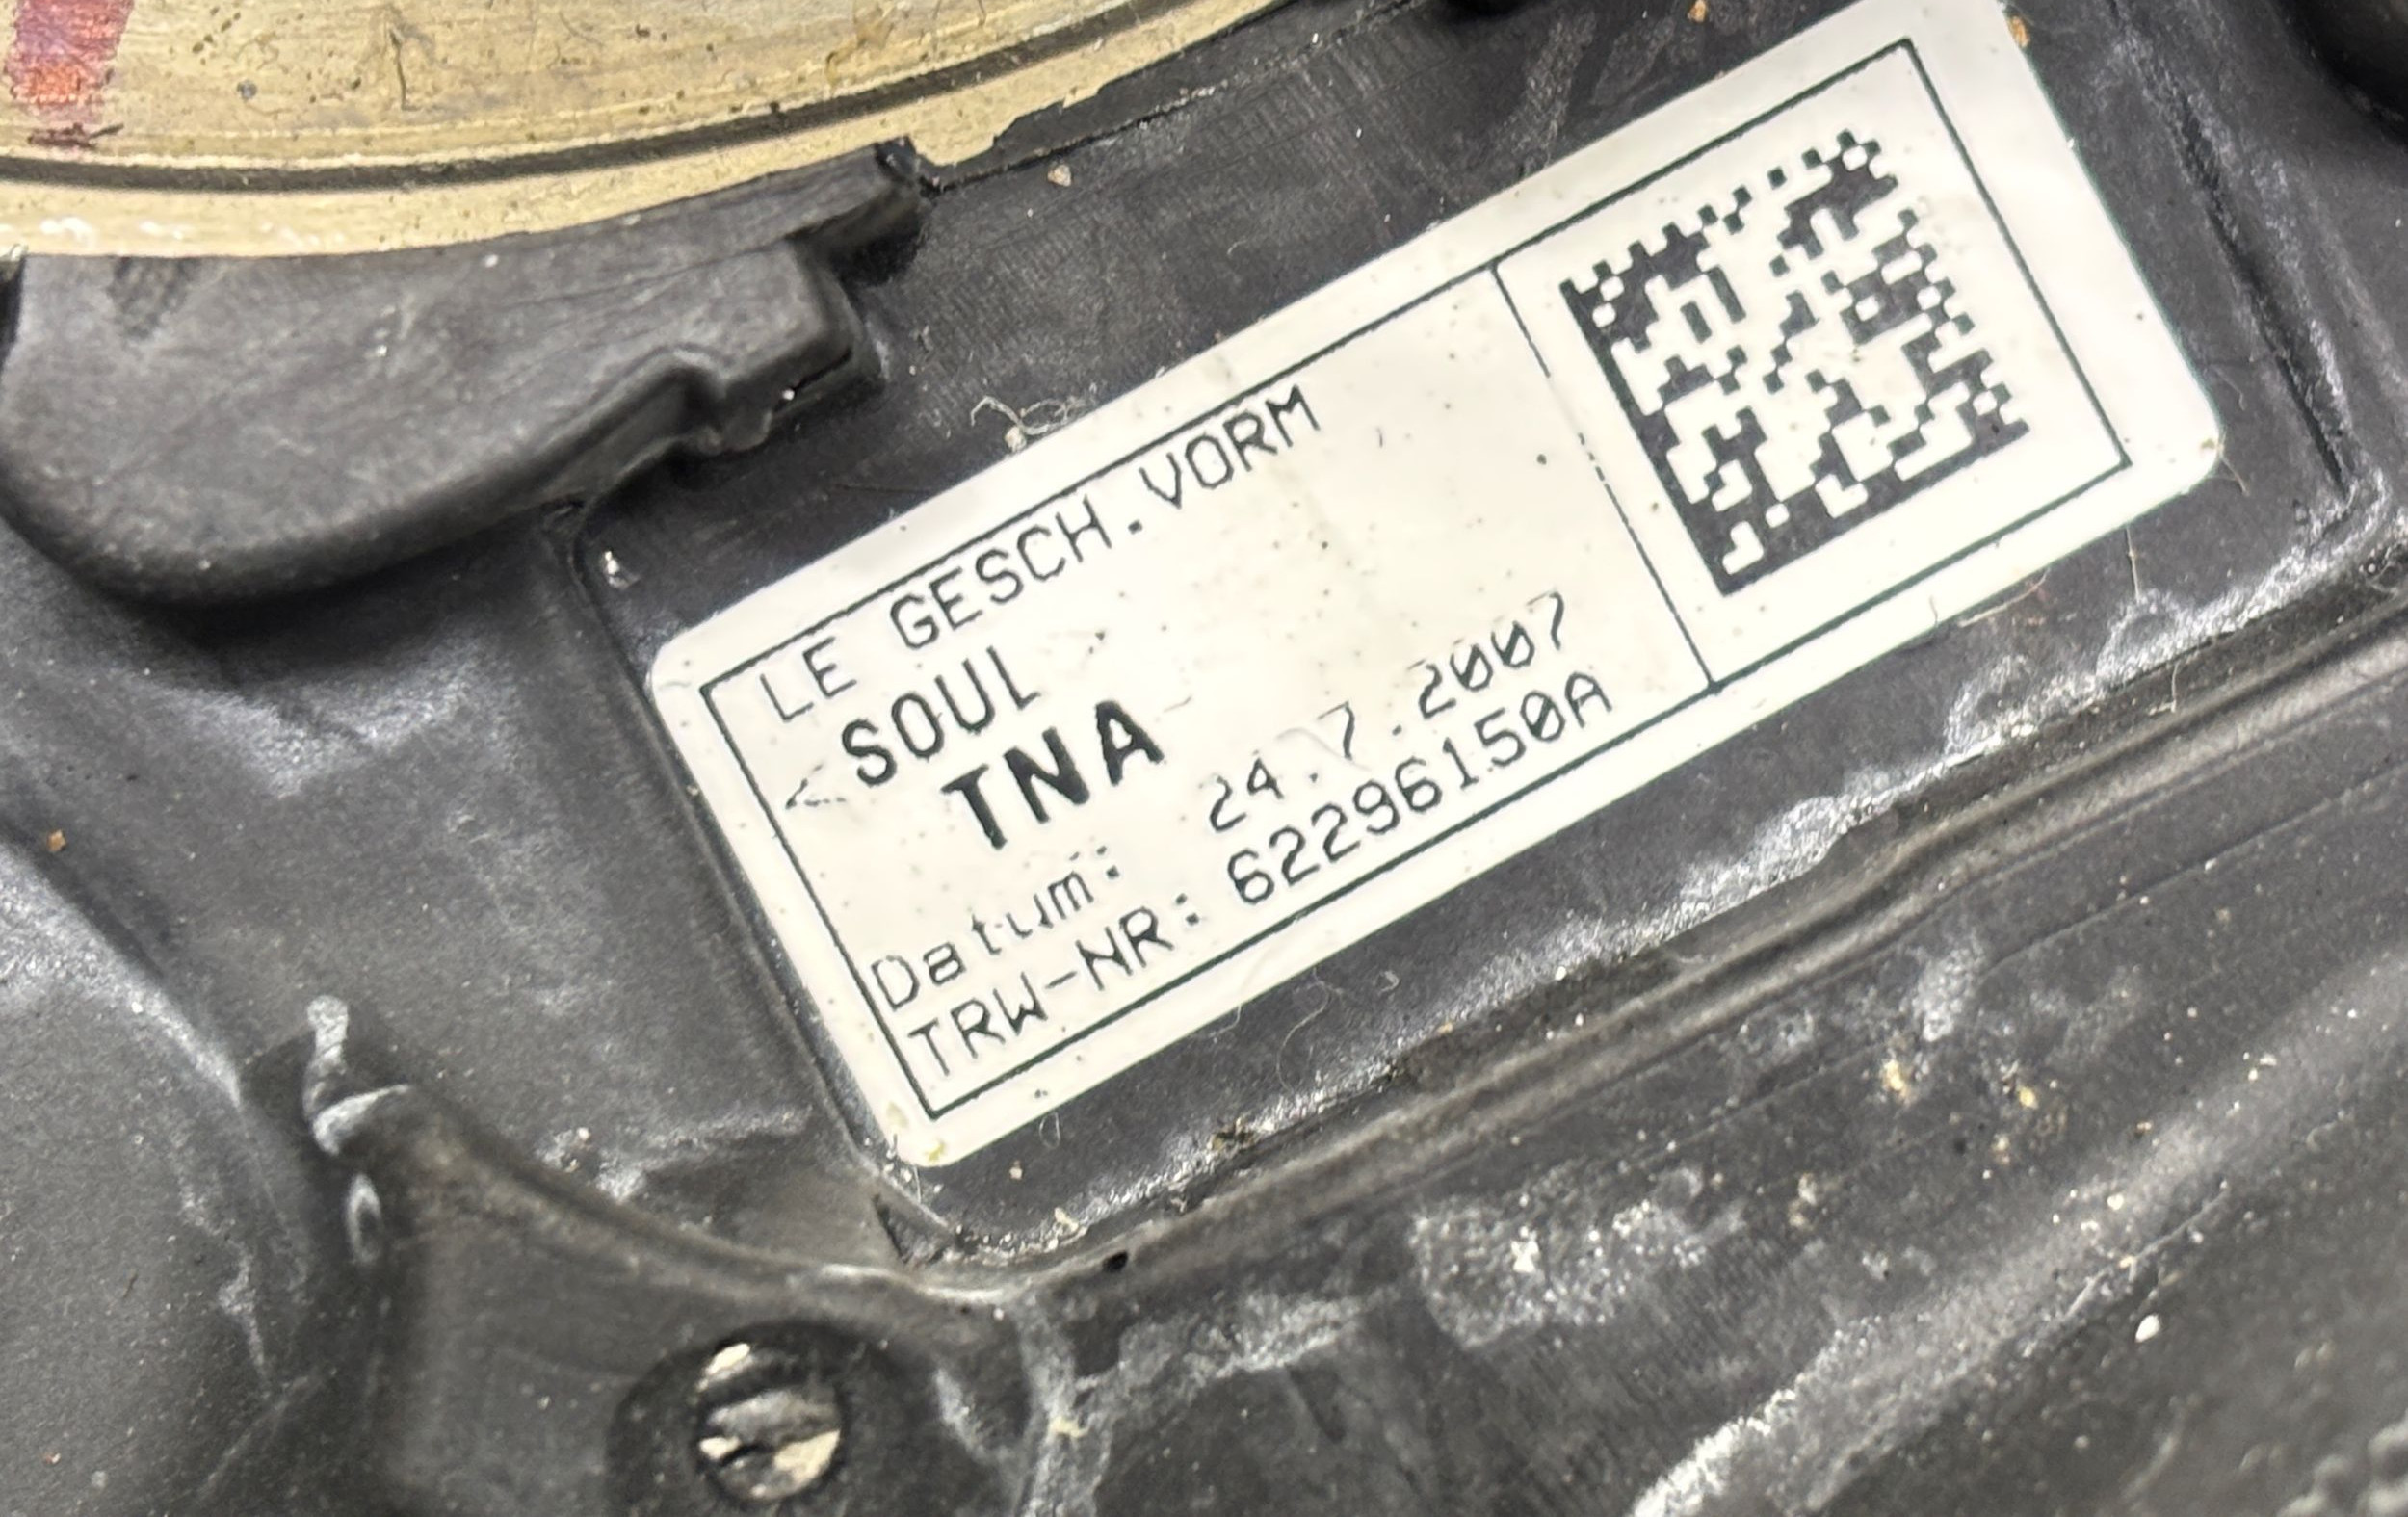 LE GESCH.VORM
< SOUL
TNA
Datum: 24.7.2007
TRW-NR: 62296150A